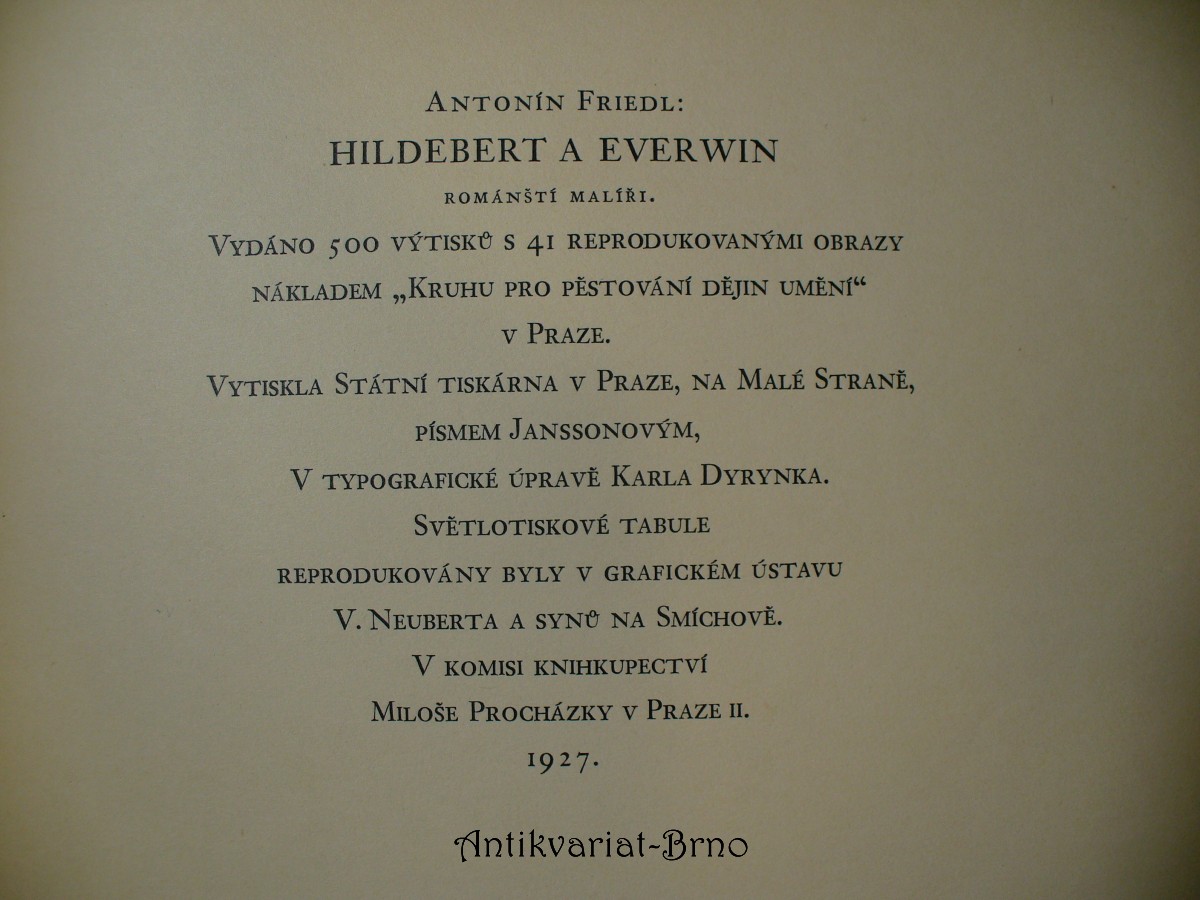 Antonín Friedl:
HILDEBERT A EVERWIN
románští malíři.
Vydáno 500 výtisků s 41 reprodukovanými obrazy
nákladem „Kruhu pro pěstování dějin umění“
v Praze.
Vytiskla Státní tiskárna v Praze, na Malé Straně,
písmem Janssonovým,
V typografické úpravě Karla Dyrynka.
Světlotiskové tabule
reprodukovány byly v grafickém ústavu
V. Neuberta a synů na Smíchově.
V komisi knihkupectví
Miloše Procházky v Praze II.
1927.
Antikvariat-Brno